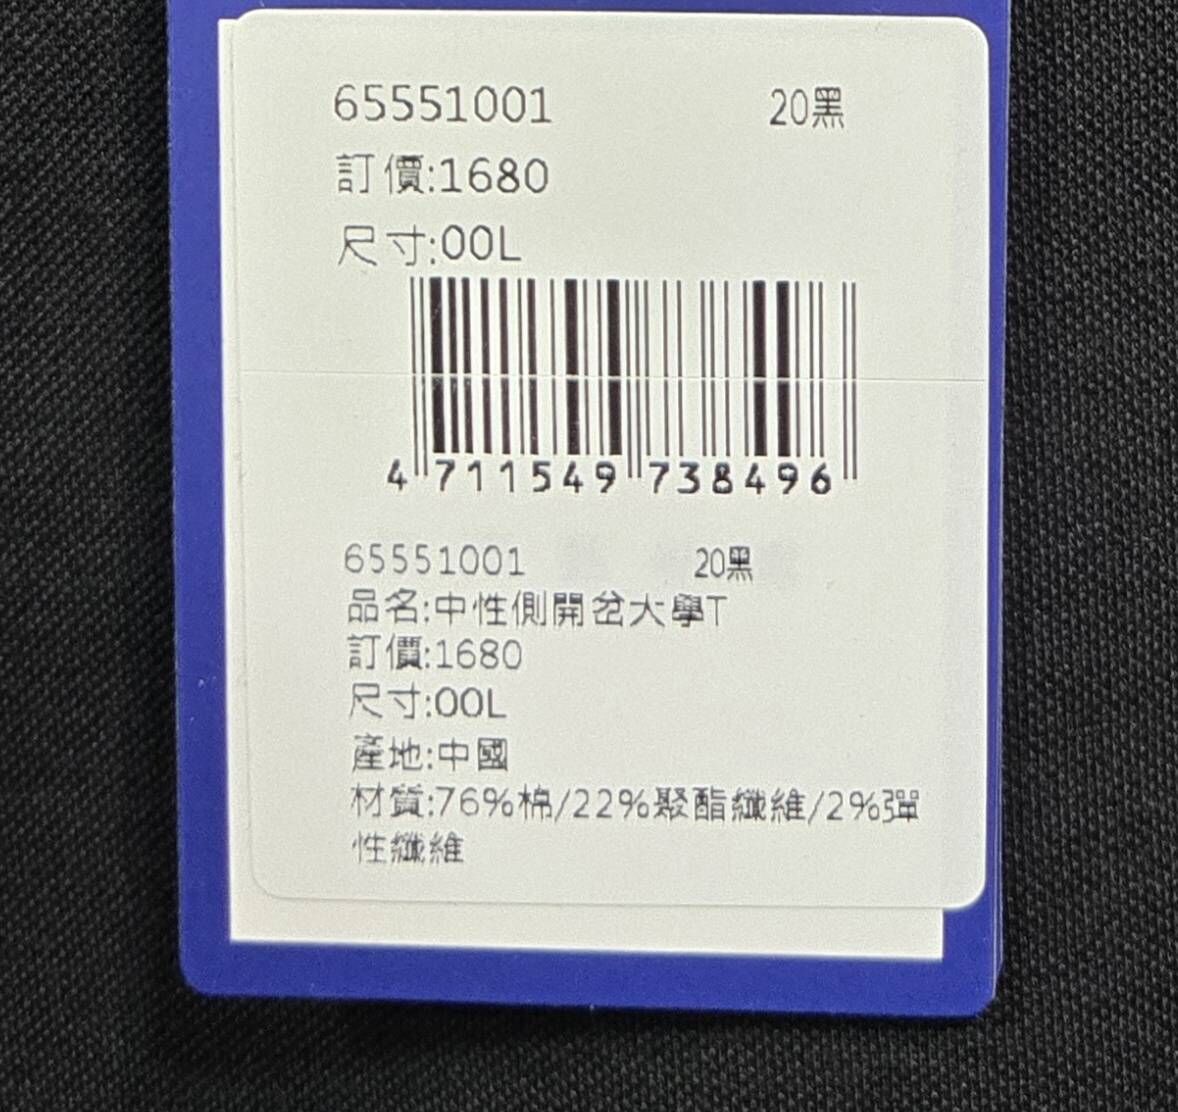 65551001 20黑
訂價:1680
尺寸:00L
4 711549 738496
65551001 20黑
品名:中性側開岔大學T
訂價:1680
尺寸:00L
產地:中國
材質:76%棉/22%聚酯纖維/2%彈
性纖維